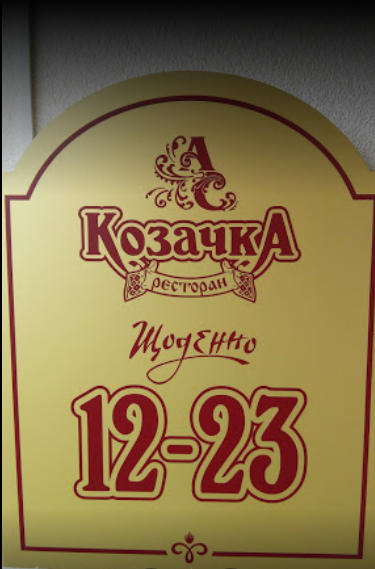 АС
КозачкА
ресторан
Щоденно
12-23